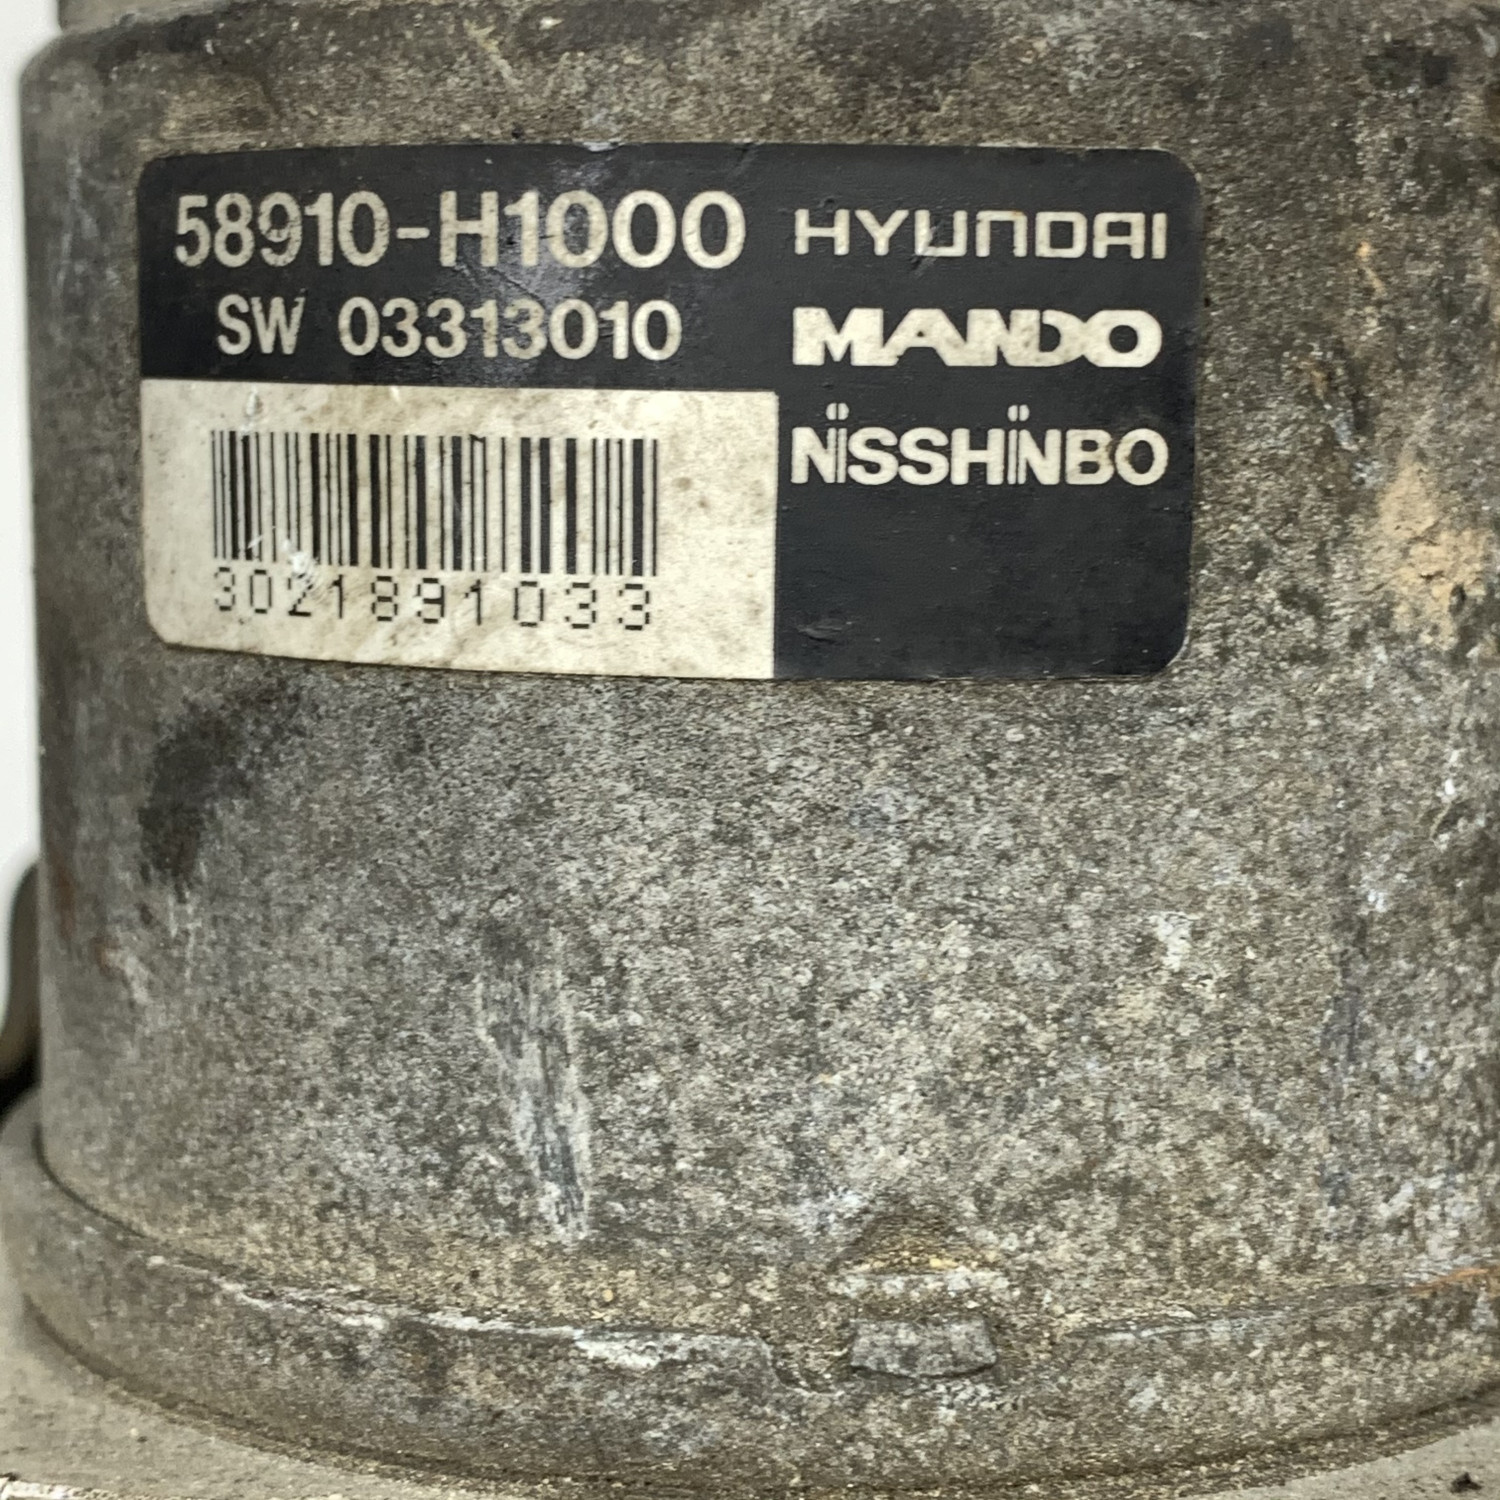 58910-H1000 HYUNDAI
SW 03313010 MANDO
NISSHINBO
3021891033